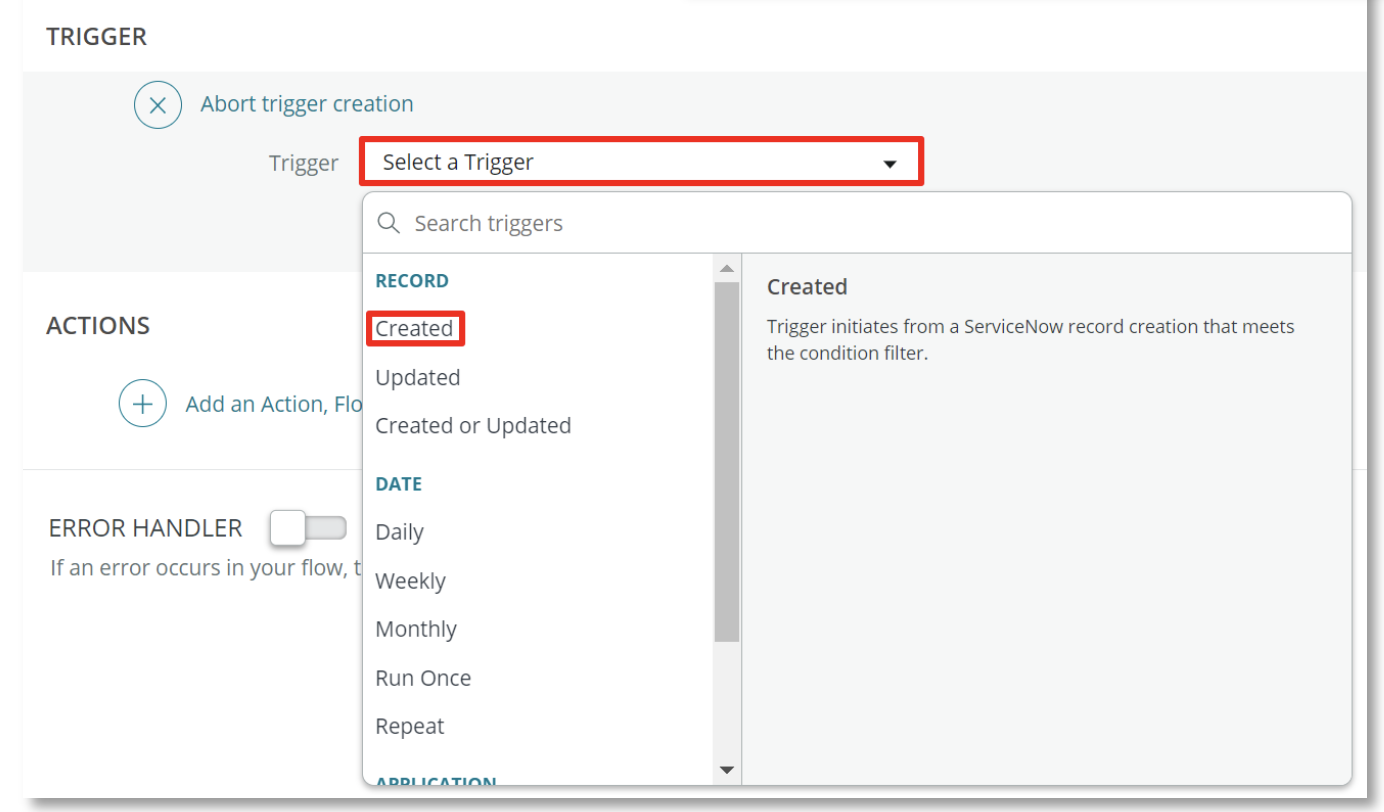 TRIGGER
Abort trigger creation
Trigger
Select a Trigger
Search triggers
RECORD
Created
Updated
Created or Updated
DATE
Daily
Weekly
Monthly
Run Once
Repeat
APPLICATION
Created
Trigger initiates from a ServiceNow record creation that meets
the condition filter.
ACTIONS
Add an Action, Flo
ERROR HANDLER
If an error occurs in your flow, t